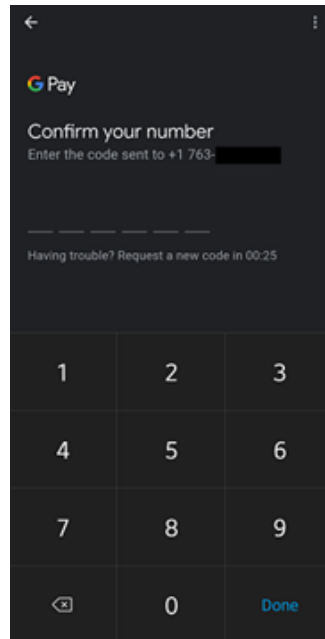 G Pay
Confirm your number
Enter the code sent to +1 763-
Having trouble? Request a new code in 00:25
1 2 3
4 5 6
7 8 9
0 Done